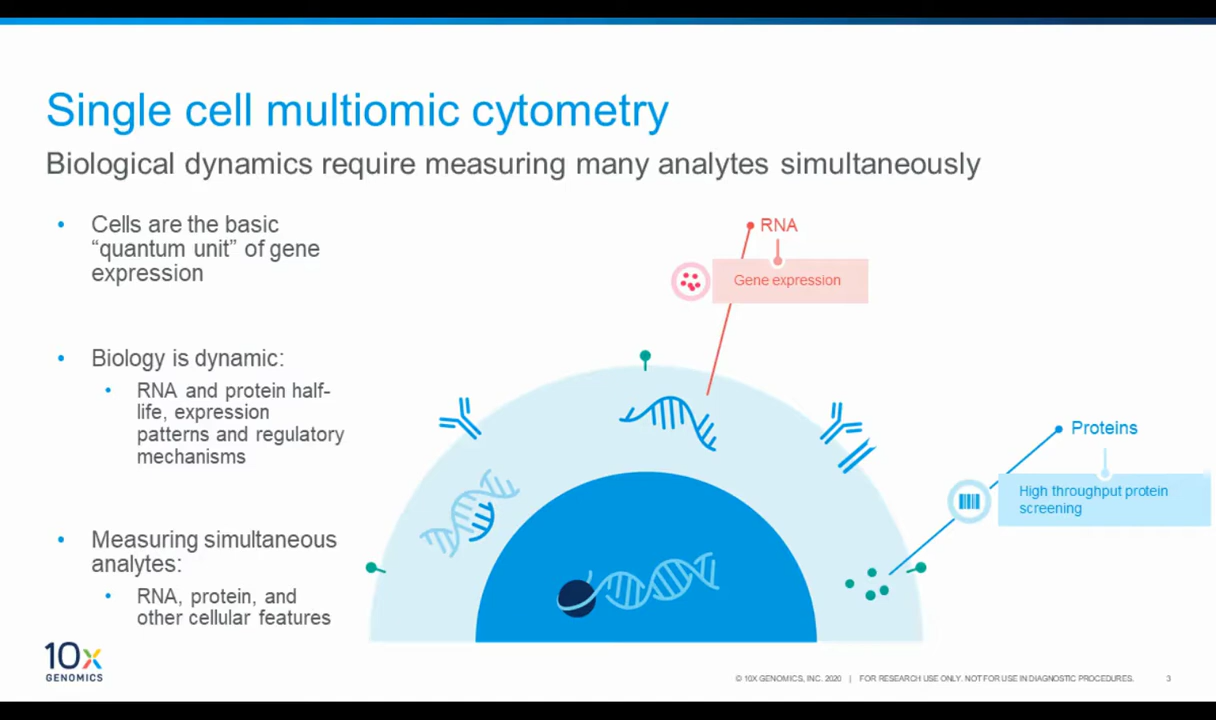 Single cell multiomic cytometry
Biological dynamics require measuring many analytes simultaneously
• Cells are the basic
“quantum unit” of gene
expression
• Biology is dynamic:
• RNA and protein half-
life, expression
patterns and regulatory
mechanisms
• Measuring simultaneous
analytes:
• RNA, protein, and
other cellular features
RNA
Gene expression
Proteins
High throughput protein
screening
10x
GENOMICS
© 10X GENOMICS, INC. 2020 | FOR RESEARCH USE ONLY. NOT FOR USE IN DIAGNOSTIC PROCEDURES. 3